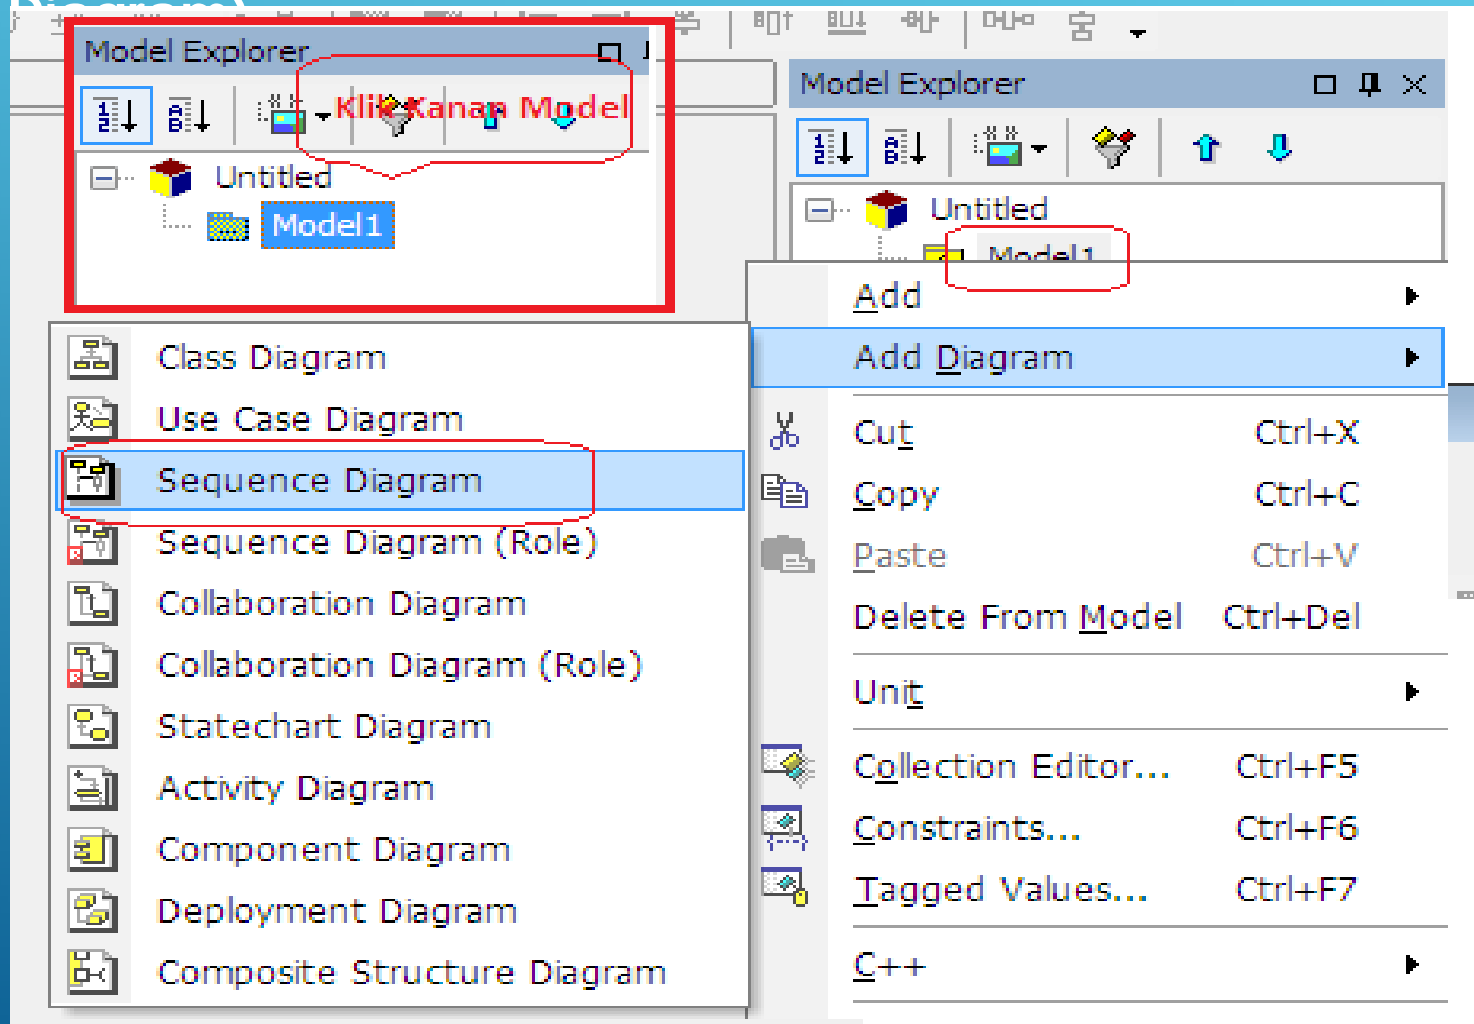 Diagram)
Model Explorer
Klik Kanan Model
Untitled
Model1
Model Explorer
Untitled
Model1
Add
Add Diagram
Cut Ctrl+X
Copy Ctrl+C
Paste Ctrl+V
Delete From Model Ctrl+Del
Unit
Collection Editor... Ctrl+F5
Constraints... Ctrl+F6
Tagged Values... Ctrl+F7
C++
Class Diagram
Use Case Diagram
Sequence Diagram
Sequence Diagram (Role)
Collaboration Diagram
Collaboration Diagram (Role)
Statechart Diagram
Activity Diagram
Component Diagram
Deployment Diagram
Composite Structure Diagram